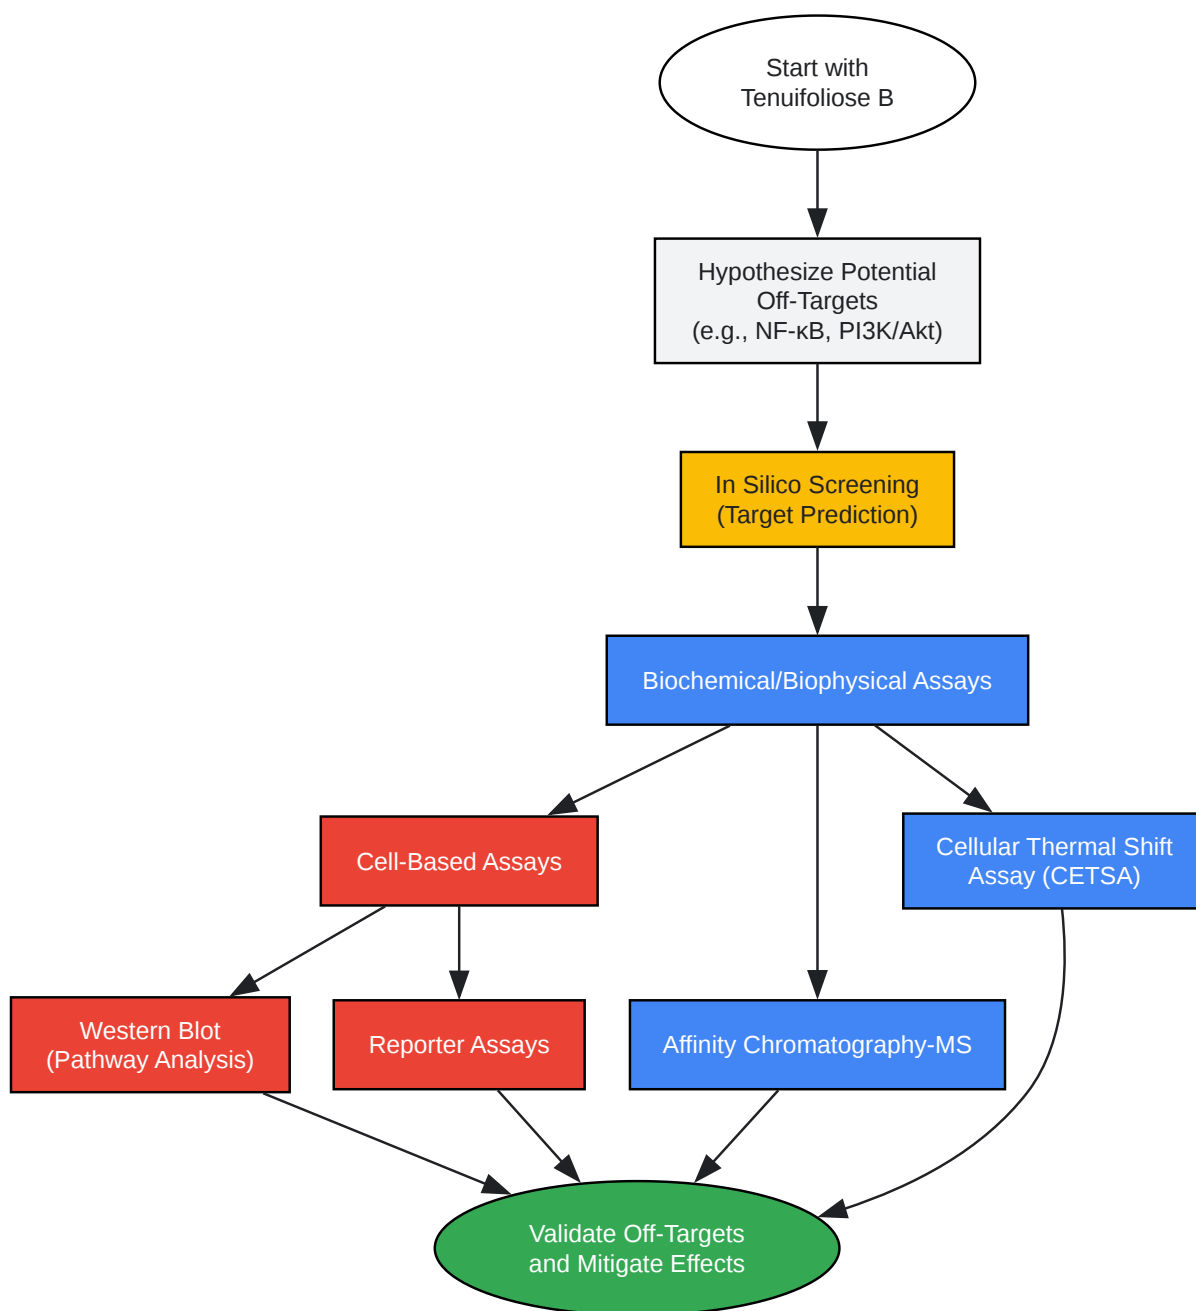 Start with
Tenuifoliose B
Hypothesize Potential
Off-Targets
(e.g., NF-κB, PI3K/Akt)
In Silico Screening
(Target Prediction)
Biochemical/Biophysical Assays
Cell-Based Assays
Cellular Thermal Shift
Assay (CETSA)
Western Blot
(Pathway Analysis)
Reporter Assays
Affinity Chromatography-MS
Validate Off-Targets
and Mitigate Effects